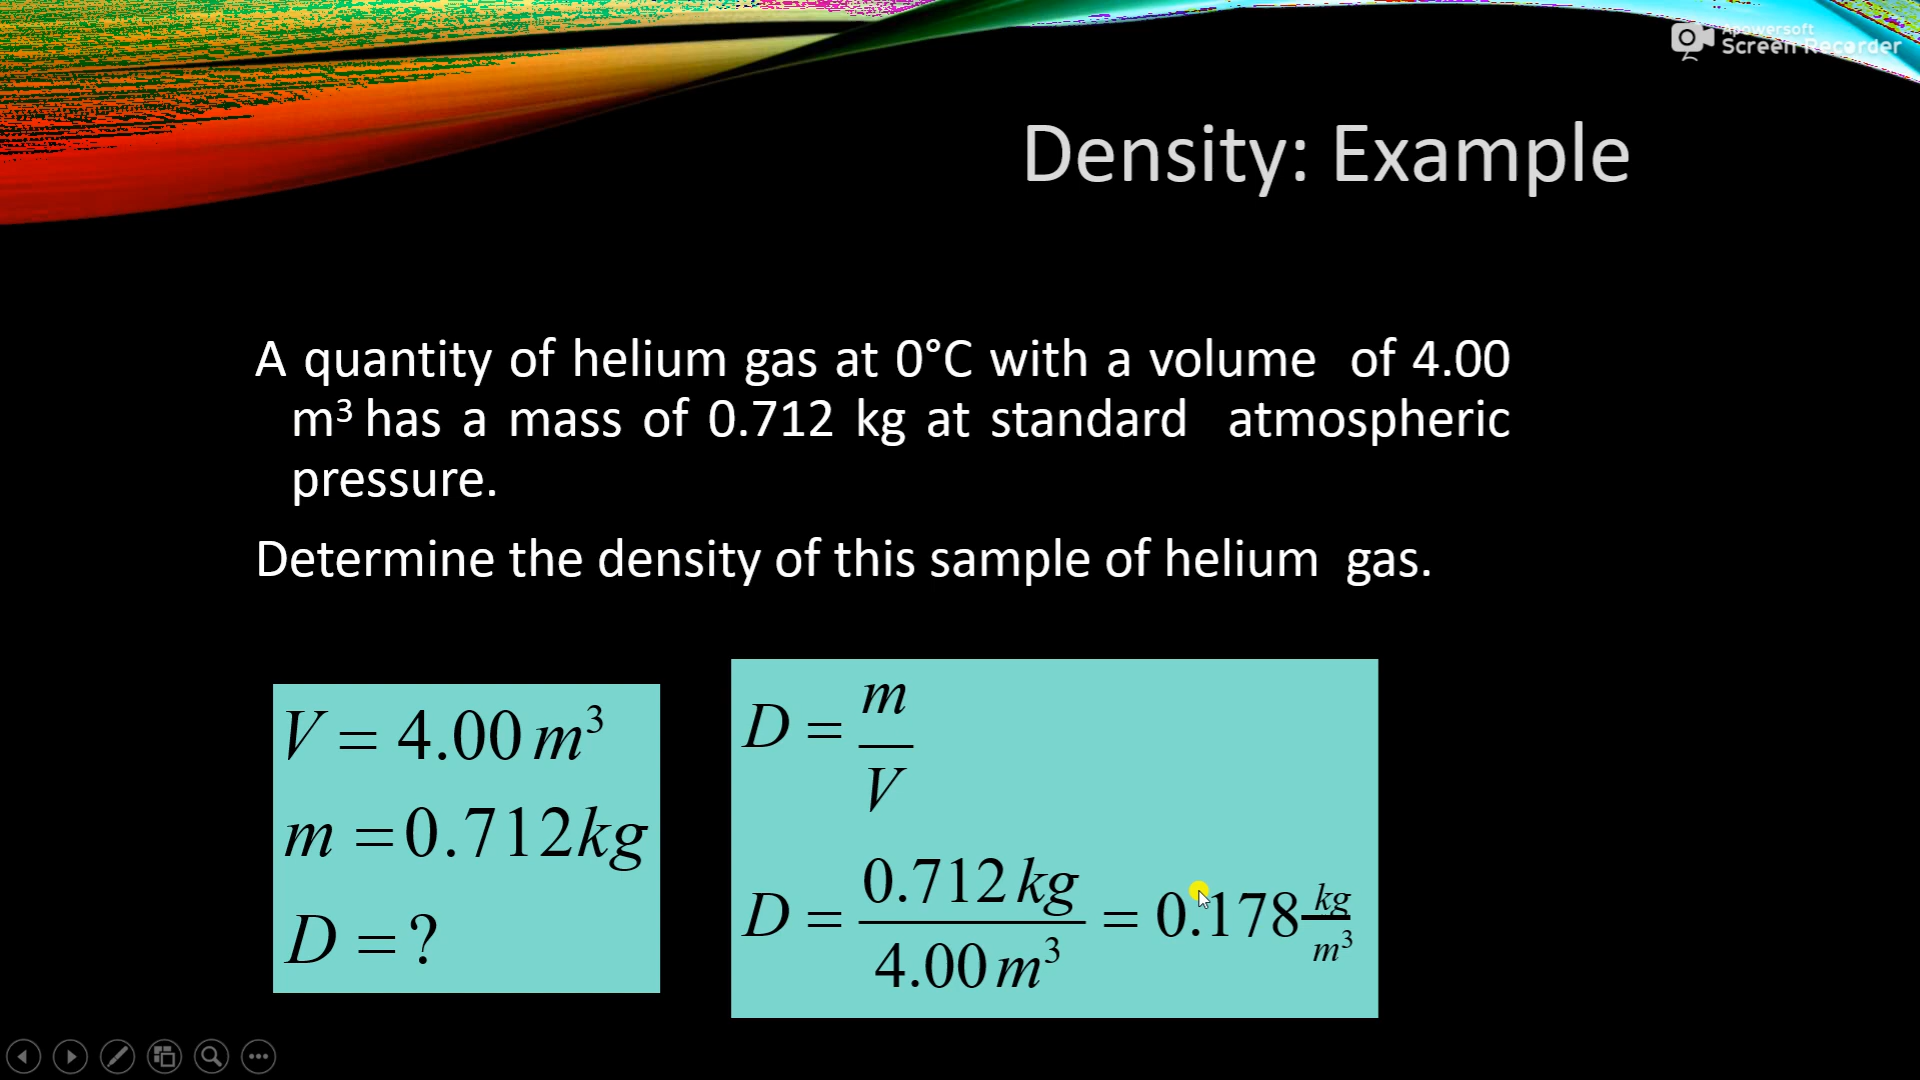 Apowersoft
Screen Recorder
Density: Example
A quantity of helium gas at 0°C with a volume of 4.00
m³ has a mass of 0.712 kg at standard atmospheric
pressure.
Determine the density of this sample of helium gas.
V = 4.00 m³
m = 0.712 kg
D = ?
D = m/V
D = 0.712 kg / 4.00 m³ = 0.178 kg/m³